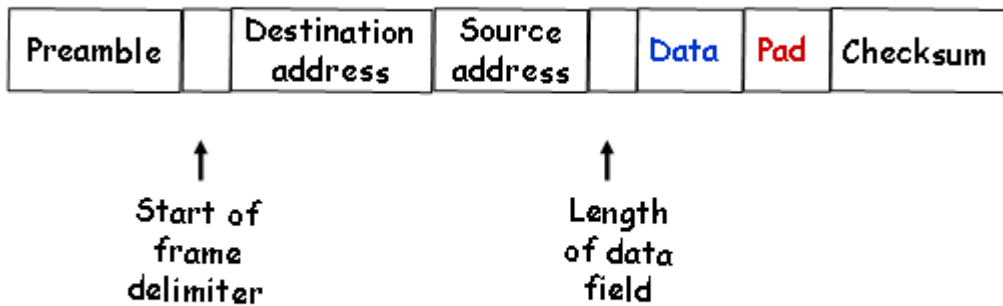 Preamble
Destination
address
Source
address
Data
Pad
Checksum
Start of
frame
delimiter
Length
of data
field